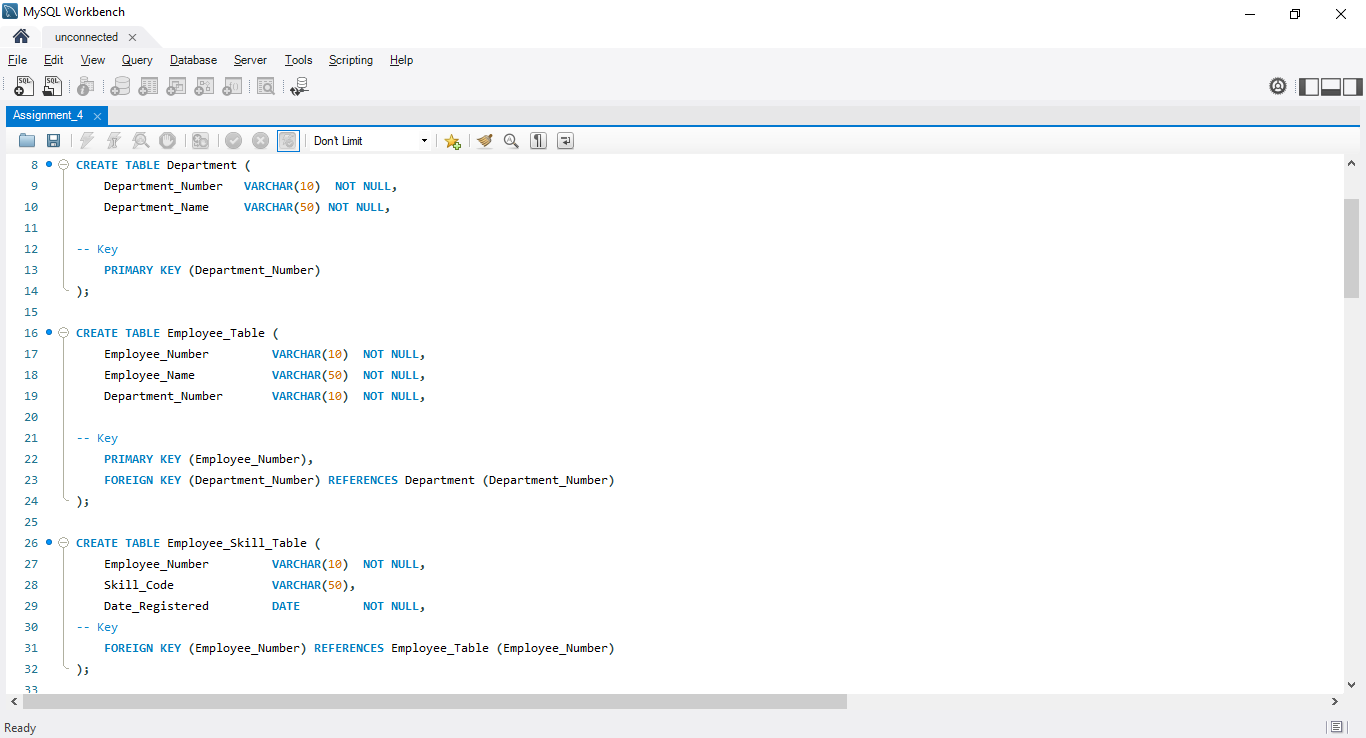 MySQL Workbench
unconnected
File Edit View Query Database Server Tools Scripting Help
Assignment_4
Don't Limit
8 CREATE TABLE Department (
9 Department_Number VARCHAR(10) NOT NULL,
10 Department_Name VARCHAR(50) NOT NULL,
11
12 -- Key
13 PRIMARY KEY (Department_Number)
14 );
15
16 CREATE TABLE Employee_Table (
17 Employee_Number VARCHAR(10) NOT NULL,
18 Employee_Name VARCHAR(50) NOT NULL,
19 Department_Number VARCHAR(10) NOT NULL,
20
21 -- Key
22 PRIMARY KEY (Employee_Number),
23 FOREIGN KEY (Department_Number) REFERENCES Department (Department_Number)
24 );
25
26 CREATE TABLE Employee_Skill_Table (
27 Employee_Number VARCHAR(10) NOT NULL,
28 Skill_Code VARCHAR(50),
29 Date_Registered DATE NOT NULL,
30 -- Key
31 FOREIGN KEY (Employee_Number) REFERENCES Employee_Table (Employee_Number)
32 );
33
Ready